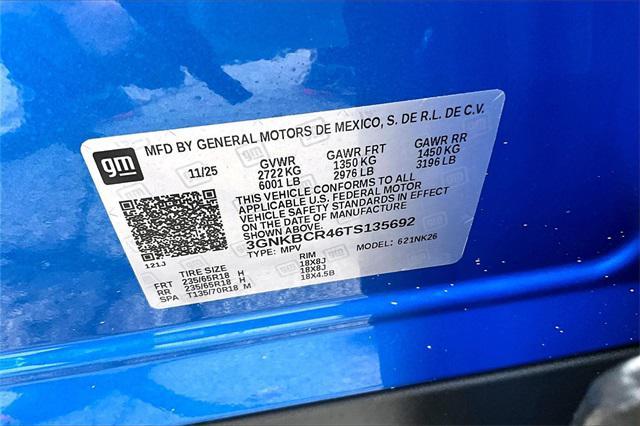 gm
MFD BY GENERAL MOTORS DE MEXICO, S. DE R.L. DE C.V.
11/25 GVWR GAWR FRT GAWR RR
2722 KG 1350 KG 1450 KG
6001 LB 2976 LB 3196 LB
THIS VEHICLE CONFORMS TO ALL
APPLICABLE U.S. FEDERAL MOTOR
VEHICLE SAFETY STANDARDS IN EFFECT
ON THE DATE OF MANUFACTURE
SHOWN ABOVE.
3GNKBCR46TS135692
TYPE: MPV MODEL: 621NK26
121J
TIRE SIZE RIM
FRT 235/65R18 H 18X8J
RR 235/65R18 H 18X8J
SPA T135/70R18 M 18X4.5B